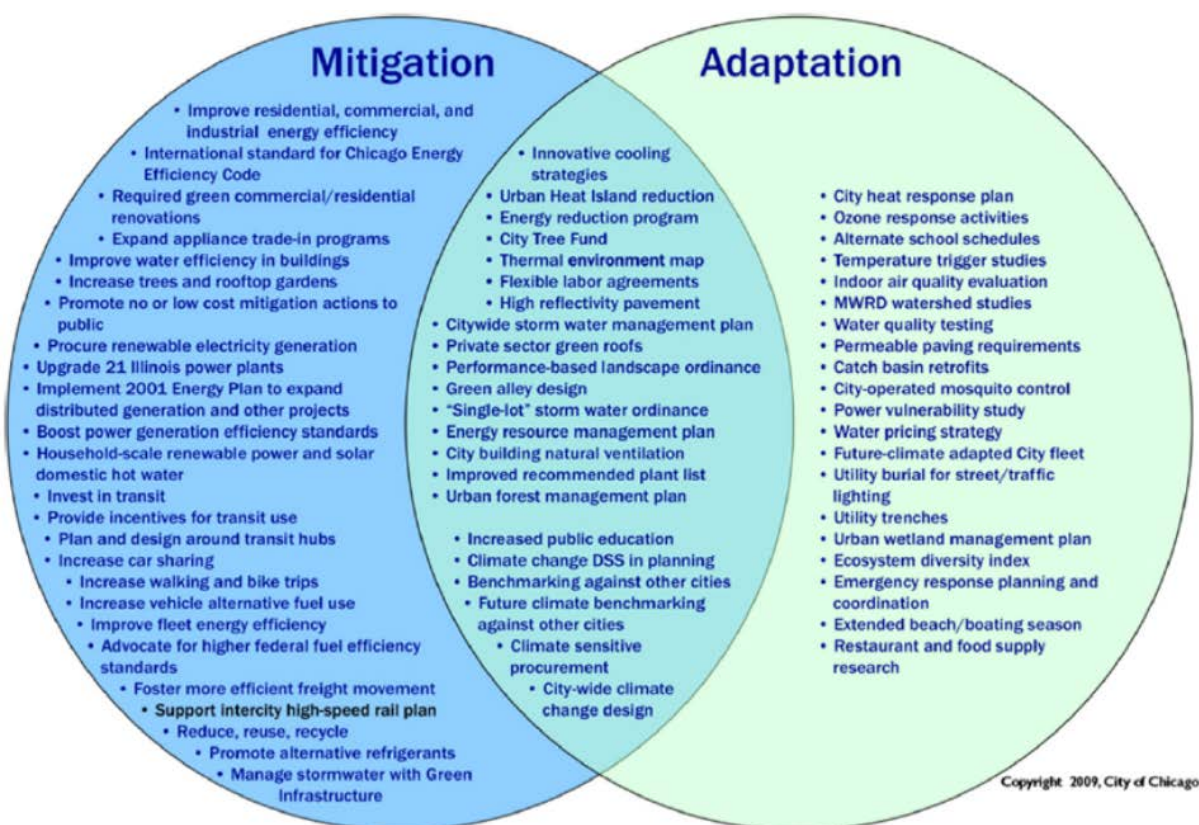 Mitigation
• Improve residential, commercial, and
industrial energy efficiency
• International standard for Chicago Energy
Efficiency Code
• Required green commercial/residential
renovations
• Expand appliance trade-in programs
• Improve water efficiency in buildings
• Increase trees and rooftop gardens
• Promote no or low cost mitigation actions to
public
• Procure renewable electricity generation
• Upgrade 21 Illinois power plants
• Implement 2001 Energy Plan to expand
distributed generation and other projects
• Boost power generation efficiency standards
• Household-scale renewable power and solar
domestic hot water
• Invest in transit
• Provide incentives for transit use
• Plan and design around transit hubs
• Increase car sharing
• Increase walking and bike trips
• Increase vehicle alternative fuel use
• Improve fleet energy efficiency
• Advocate for higher federal fuel efficiency
standards
• Foster more efficient freight movement
• Support intercity high-speed rail plan
• Reduce, reuse, recycle
• Promote alternative refrigerants
• Manage stormwater with Green
Infrastructure
• Innovative cooling
strategies
• Urban Heat Island reduction
• Energy reduction program
• City Tree Fund
• Thermal environment map
• Flexible labor agreements
• High reflectivity pavement
• Citywide storm water management plan
• Private sector green roofs
• Performance-based landscape ordinance
• Green alley design
• “Single-lot” storm water ordinance
• Energy resource management plan
• City building natural ventilation
• Improved recommended plant list
• Urban forest management plan
• Increased public education
• Climate change DSS in planning
• Benchmarking against other cities
• Future climate benchmarking
against other cities
• Climate sensitive
procurement
• City-wide climate
change design
Adaptation
• City heat response plan
• Ozone response activities
• Alternate school schedules
• Temperature trigger studies
• Indoor air quality evaluation
• MWRD watershed studies
• Water quality testing
• Permeable paving requirements
• Catch basin retrofits
• City-operated mosquito control
• Power vulnerability study
• Water pricing strategy
• Future-climate adapted City fleet
• Utility burial for street/traffic
lighting
• Utility trenches
• Urban wetland management plan
• Ecosystem diversity index
• Emergency response planning and
coordination
• Extended beach/boating season
• Restaurant and food supply
research
Copyright 2009, City of Chicago